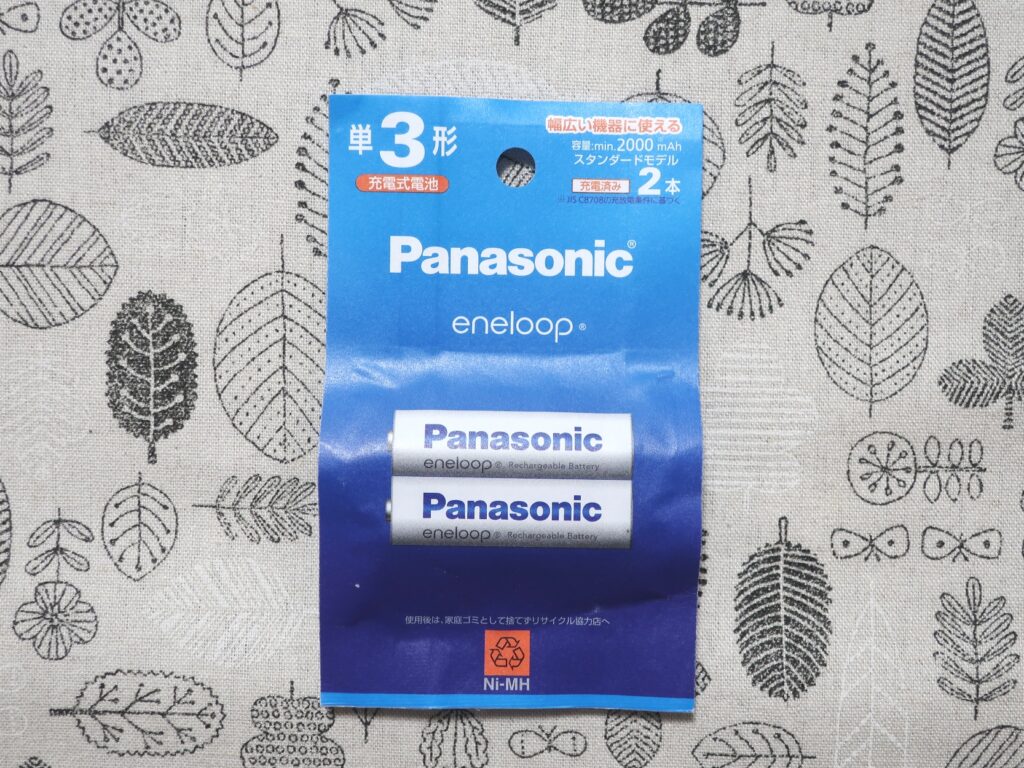 単3形
充電式電池
幅広い機器に使える
容量:min.2000 mAh
スタンダードモデル
充電済み 2本
※JIS C8708の充放電条件に基づく
Panasonic®
eneloop®
Panasonic
eneloop® Rechargeable Battery
Panasonic
eneloop® Rechargeable Battery
使用後は、家庭ゴミとして捨てずリサイクル協力店へ
Ni-MH